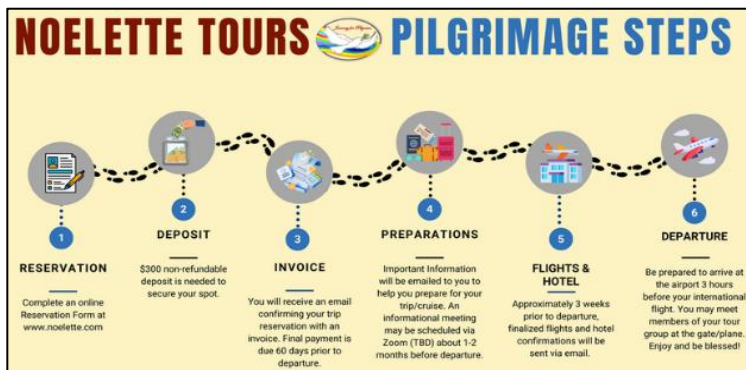 NOELETTE TOURS PILGRIMAGE STEPS
1
RESERVATION
Complete an online
Reservation Form at
www.noelette.com
2
DEPOSIT
$300 non-refundable
deposit is needed to
secure your spot.
3
INVOICE
You will receive an email
confirming your trip
reservation with an
invoice. Final payment is
due 60 days prior to
departure.
4
PREPARATIONS
Important Information
will be emailed to you to
help you prepare for your
trip/cruise. An
informational meeting
may be scheduled via
Zoom (TBD) about 1-2
months before departure.
5
FLIGHTS &
HOTEL
Approximately 3 weeks
prior to departure,
finalized flights and hotel
confirmations will be
sent via email.
6
DEPARTURE
Be prepared to arrive at
the airport 3 hours
before your international
flight. You may meet
members of your tour
group at the gate/plane.
Enjoy and be blessed!